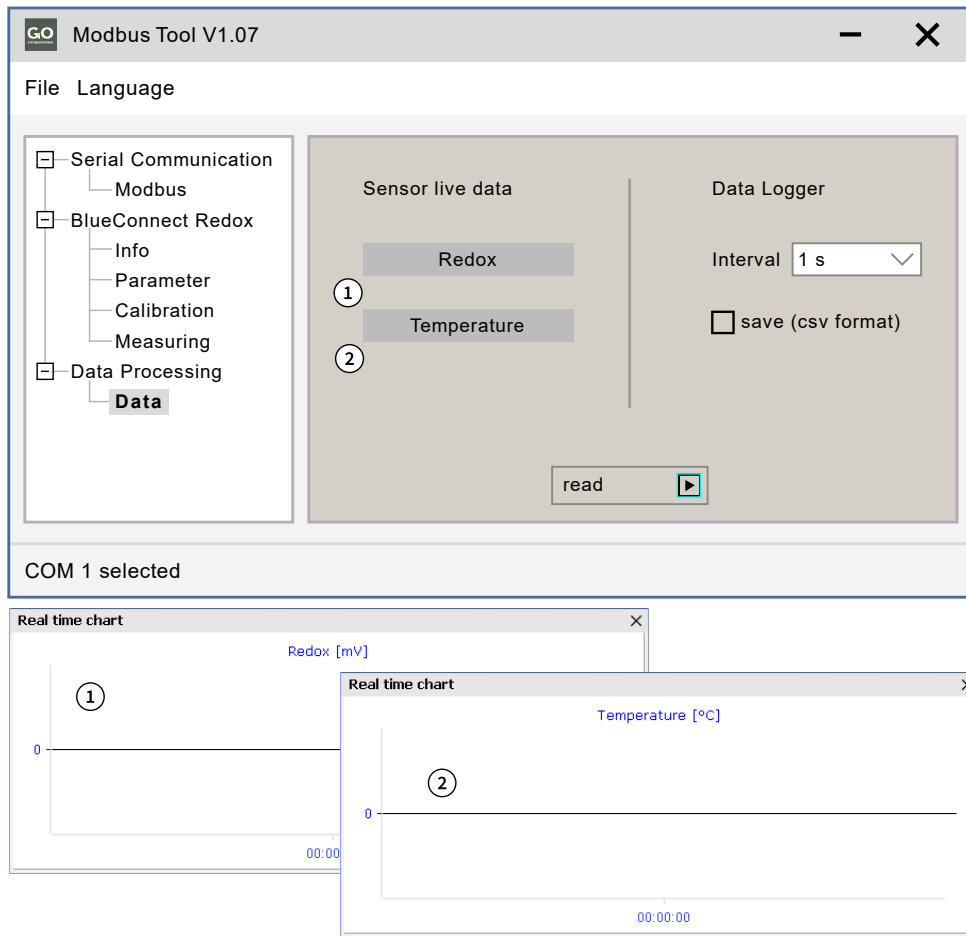 GO
Modbus Tool V1.07
File Language
Serial Communication
Modbus
BlueConnect Redox
Info
Parameter
Calibration
Measuring
Data Processing
Data
Sensor live data
Redox
1
Temperature
2
Data Logger
Interval 1 s
save (csv format)
read
COM 1 selected
Real time chart
Redox [mV]
1
0
00:00
Real time chart
Temperature [ºC]
2
0
00:00:00